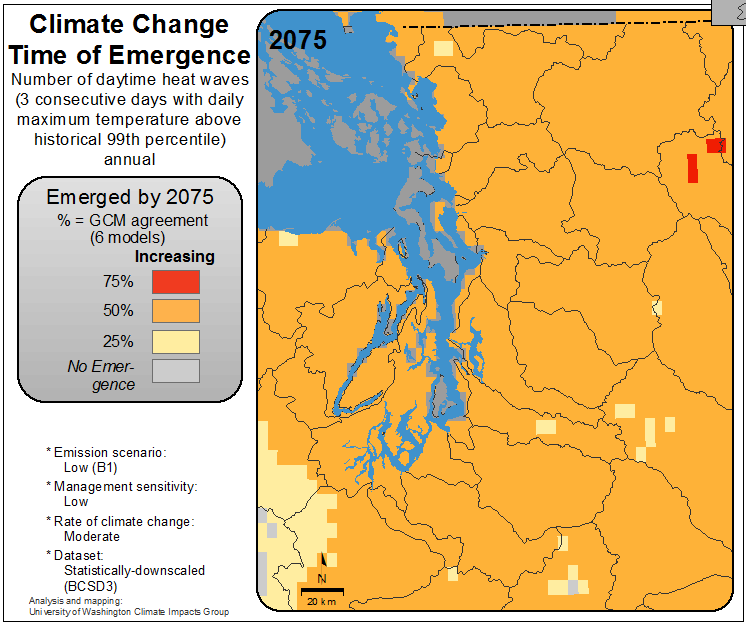 Climate Change
Time of Emergence
Number of daytime heat waves
(3 consecutive days with daily
maximum temperature above
historical 99th percentile)
annual
Emerged by 2075
% = GCM agreement
(6 models)
Increasing
75%
50%
25%
No Emer-
gence
* Emission scenario:
Low (B1)
* Management sensitivity:
Low
* Rate of climate change:
Moderate
* Dataset:
Statistically-downscaled
(BCSD3)
Analysis and mapping:
University of Washington Climate Impacts Group
2075
N
20 km